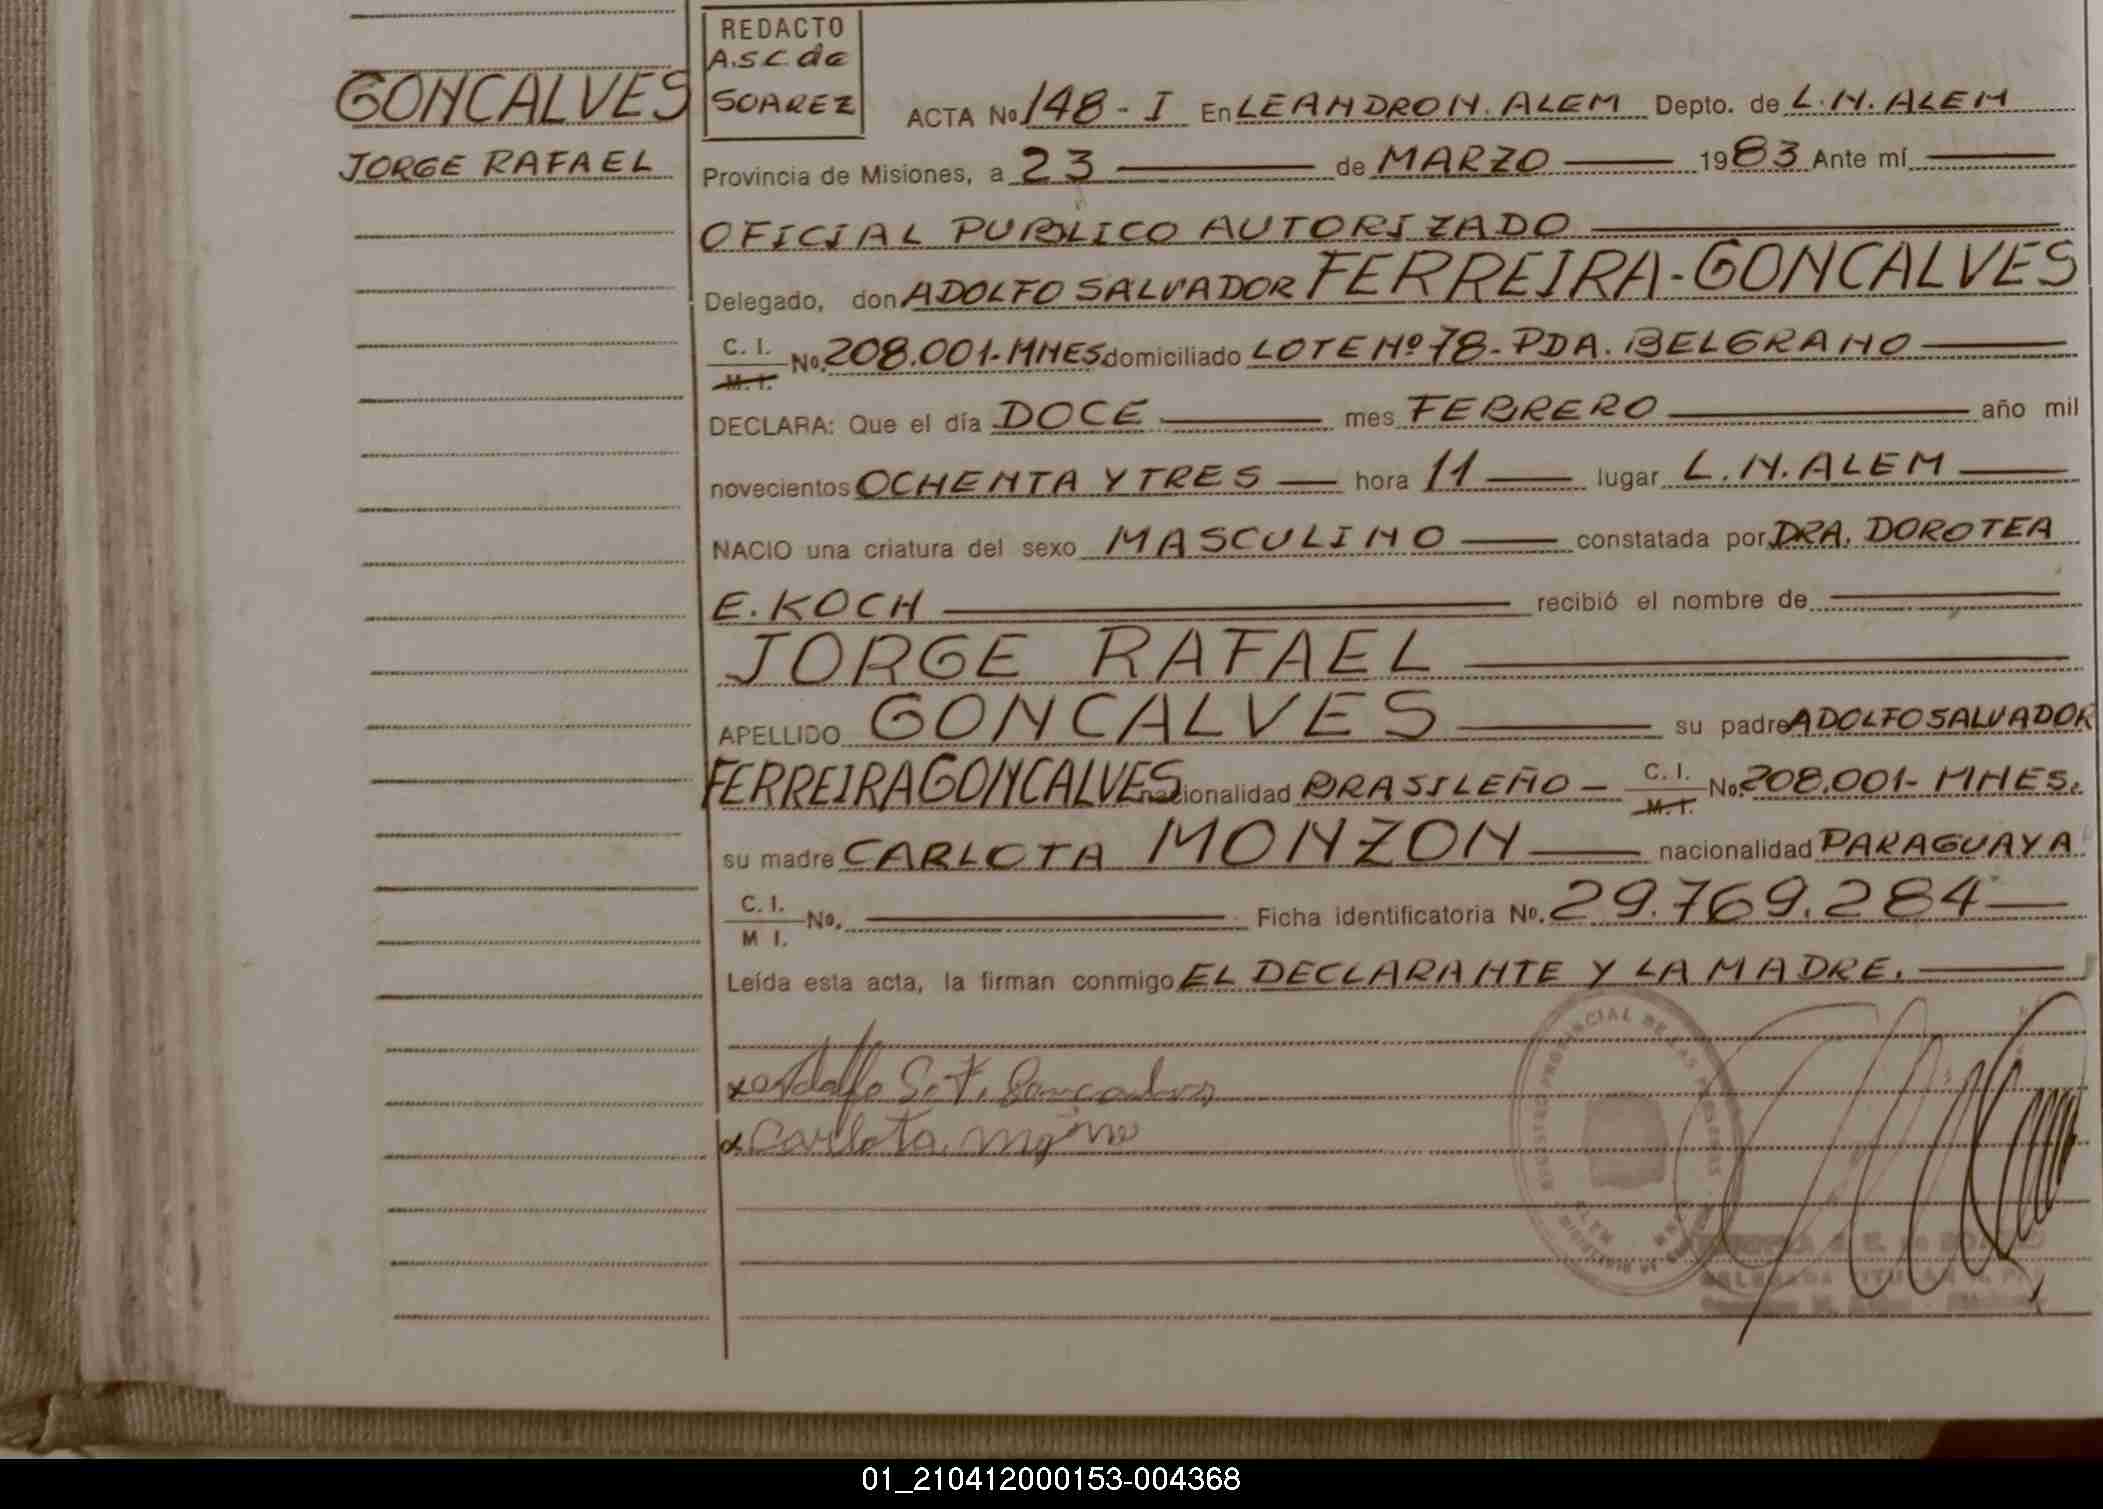 REDACTO
A.S.C. de
SOAREZ
GONCALVES
JORGE RAFAEL
ACTA Nº 148 - I En LEANDRO N. ALEM Depto. de L. N. ALEM
Provincia de Misiones, a 23 de MARZO 1983 Ante mí
OFICIAL PUBLICO AUTORIZADO
Delegado, don ADOLFO SALVADOR FERREIRA - GONCALVES
C. I. M. I. Nº. 208.001- MNES domiciliado LOTE Nº 78 - PDA. BELGRANO
DECLARA: Que el día DOCE mes FEBRERO año mil
novecientos OCHENTA Y TRES hora 11 lugar L. N. ALEM
NACIO una criatura del sexo MASCULINO constatada por DRA. DOROTEA
E. KOCH recibió el nombre de
JORGE RAFAEL
APELLIDO GONCALVES su padre ADOLFO SALVADOR
FERREIRA GONCALVES nacionalidad BRASILEÑO - C. I. M. I. Nº 208.001- MNES.
su madre CARLOTA MONZON nacionalidad PARAGUAYA
C. I. M I. Nº. Ficha identificatoria Nº. 29.769.284
Leída esta acta, la firman conmigo EL DECLARANTE Y LA MADRE.
x Adolfo S. F. Goncalves
x Carlota
01_210412000153-004368